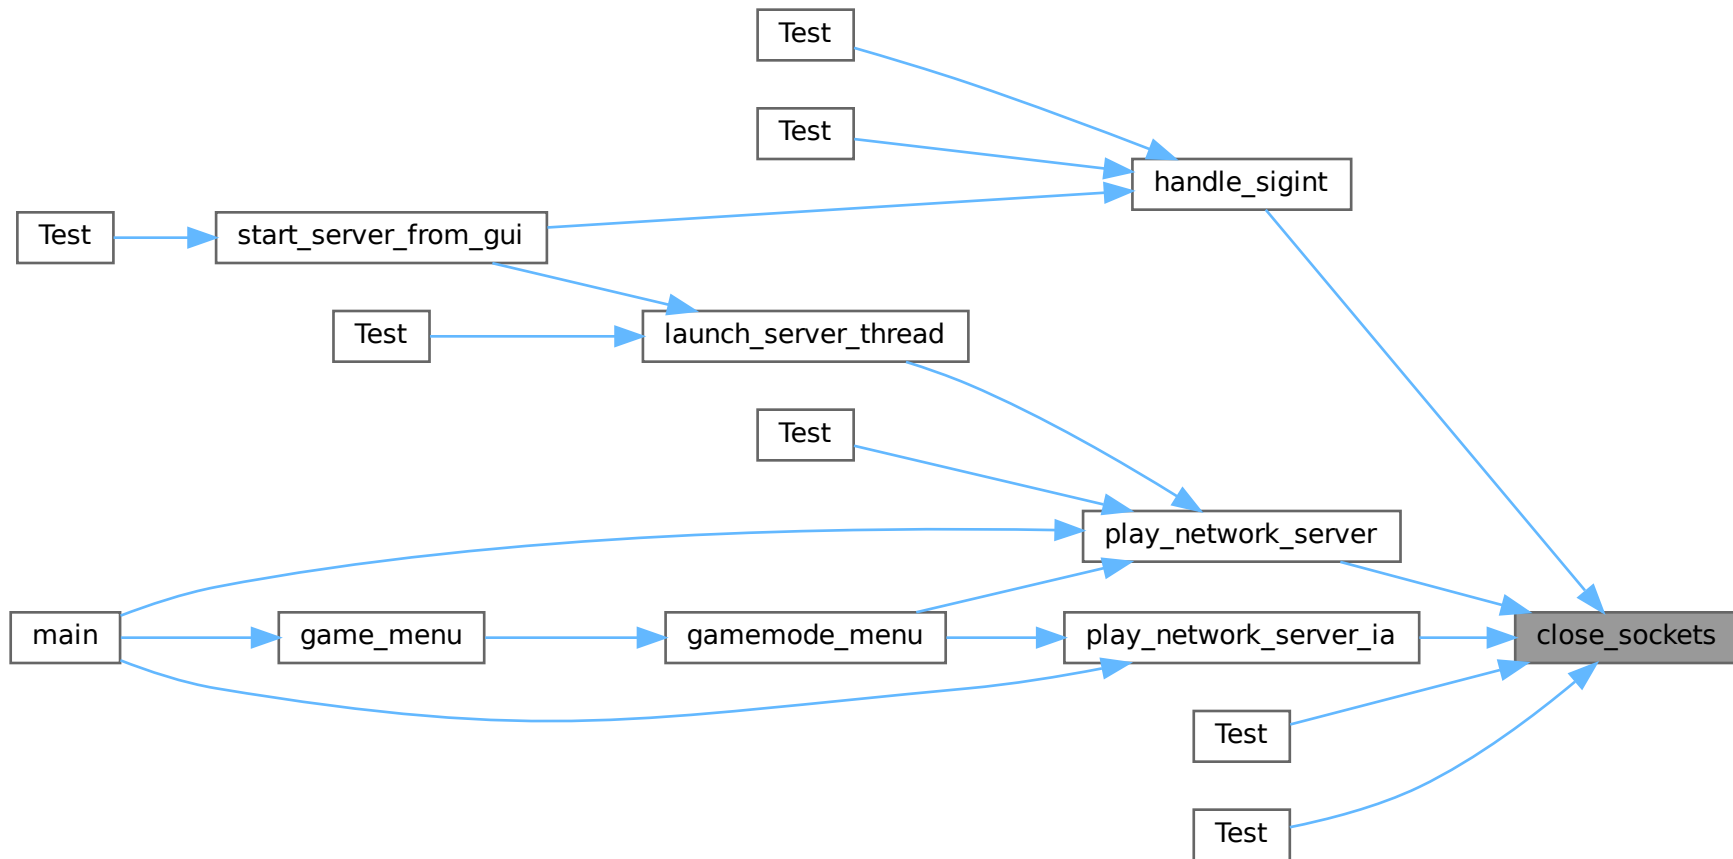 Test
Test
handle_sigint
Test
start_server_from_gui
Test
launch_server_thread
Test
play_network_server
main
game_menu
gamemode_menu
play_network_server_ia
close_sockets
Test
Test